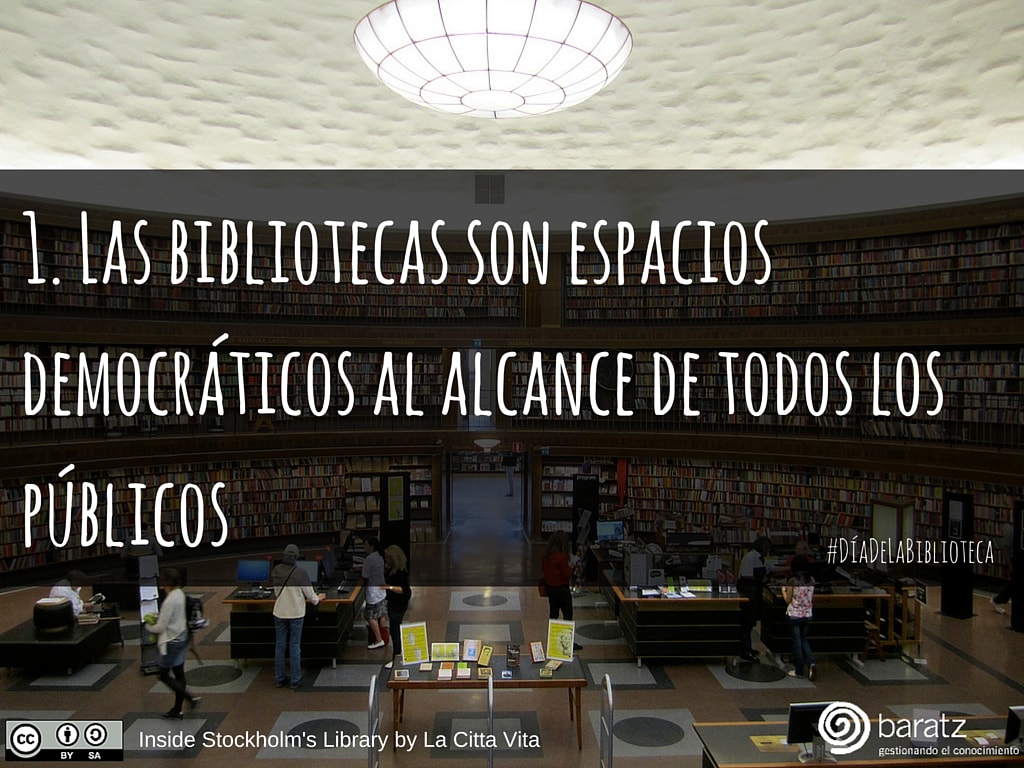 1. Las bibliotecas son espacios
democráticos al alcance de todos los
públicos
#DíaDeLaBiblioteca
CC BY SA
Inside Stockholm's Library by La Citta Vita
baratz
gestionando el conocimiento